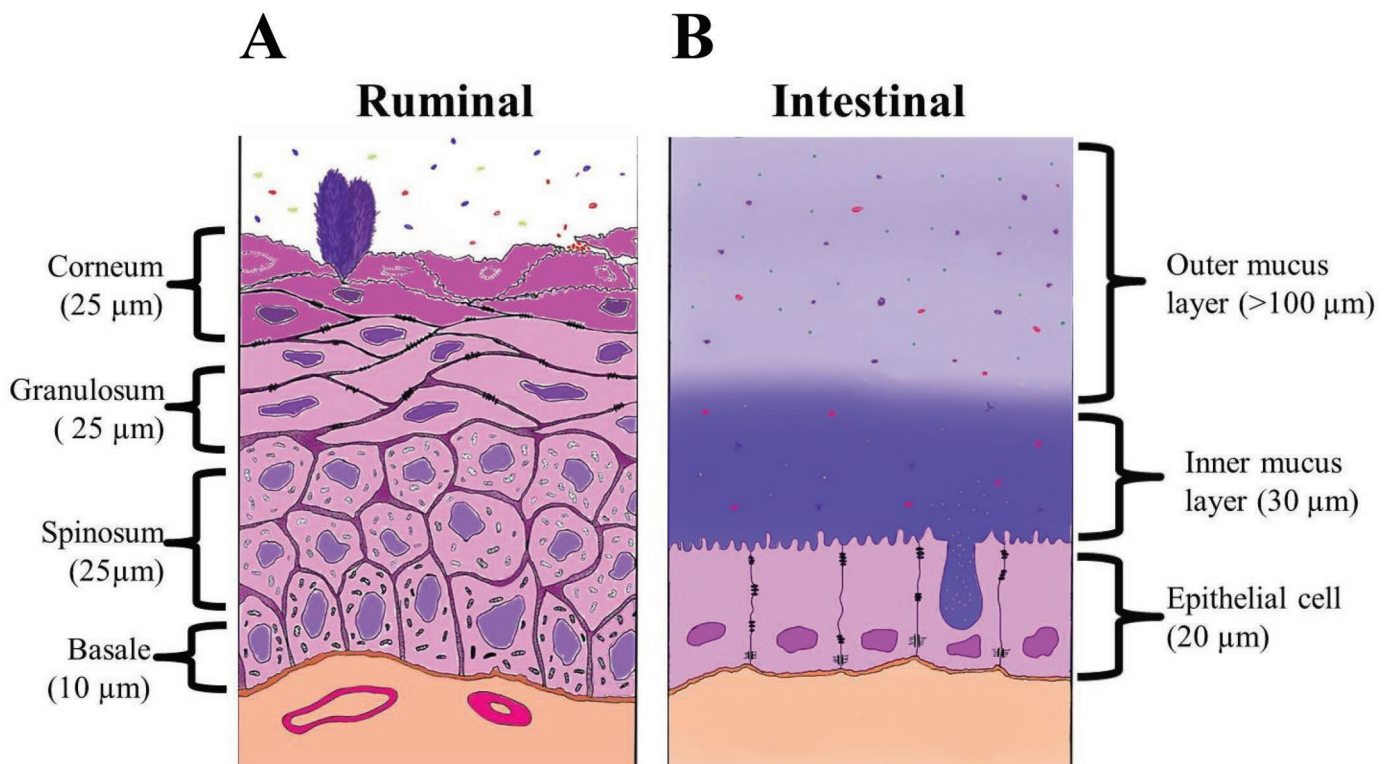 A
Ruminal
Corneum
(25 µm)
Granulosum
( 25 µm)
Spinosum
(25µm)
Basale
(10 µm)
B
Intestinal
Outer mucus
layer (>100 µm)
Inner mucus
layer (30 µm)
Epithelial cell
(20 µm)